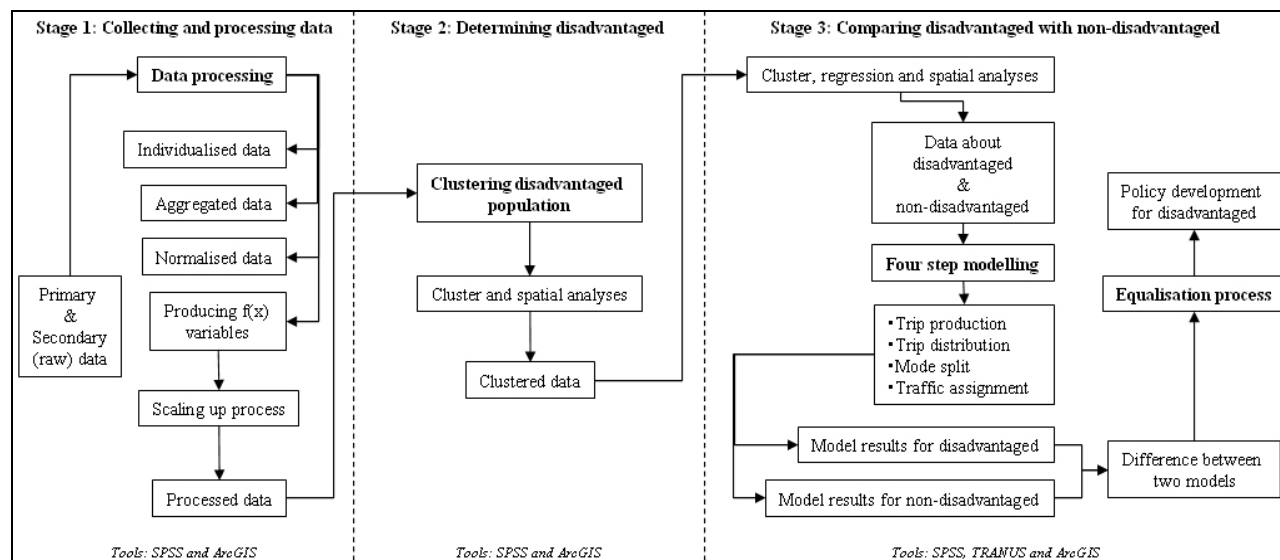 Stage 1: Collecting and processing data
Data processing
Individualised data
Aggregated data
Normalised data
Primary
&
Secondary
(raw) data
Producing f(x)
variables
Scaling up process
Processed data
Tools: SPSS and ArcGIS
Stage 2: Determining disadvantaged
Clustering disadvantaged
population
Cluster and spatial analyses
Clustered data
Tools: SPSS and ArcGIS
Stage 3: Comparing disadvantaged with non-disadvantaged
Cluster, regression and spatial analyses
Data about
disadvantaged
&
non-disadvantaged
Four step modelling
▪Trip production
▪Trip distribution
▪Mode split
▪Traffic assignment
Model results for disadvantaged
Model results for non-disadvantaged
Difference between
two models
Equalisation process
Policy development
for disadvantaged
Tools: SPSS, TRANUS and ArcGIS